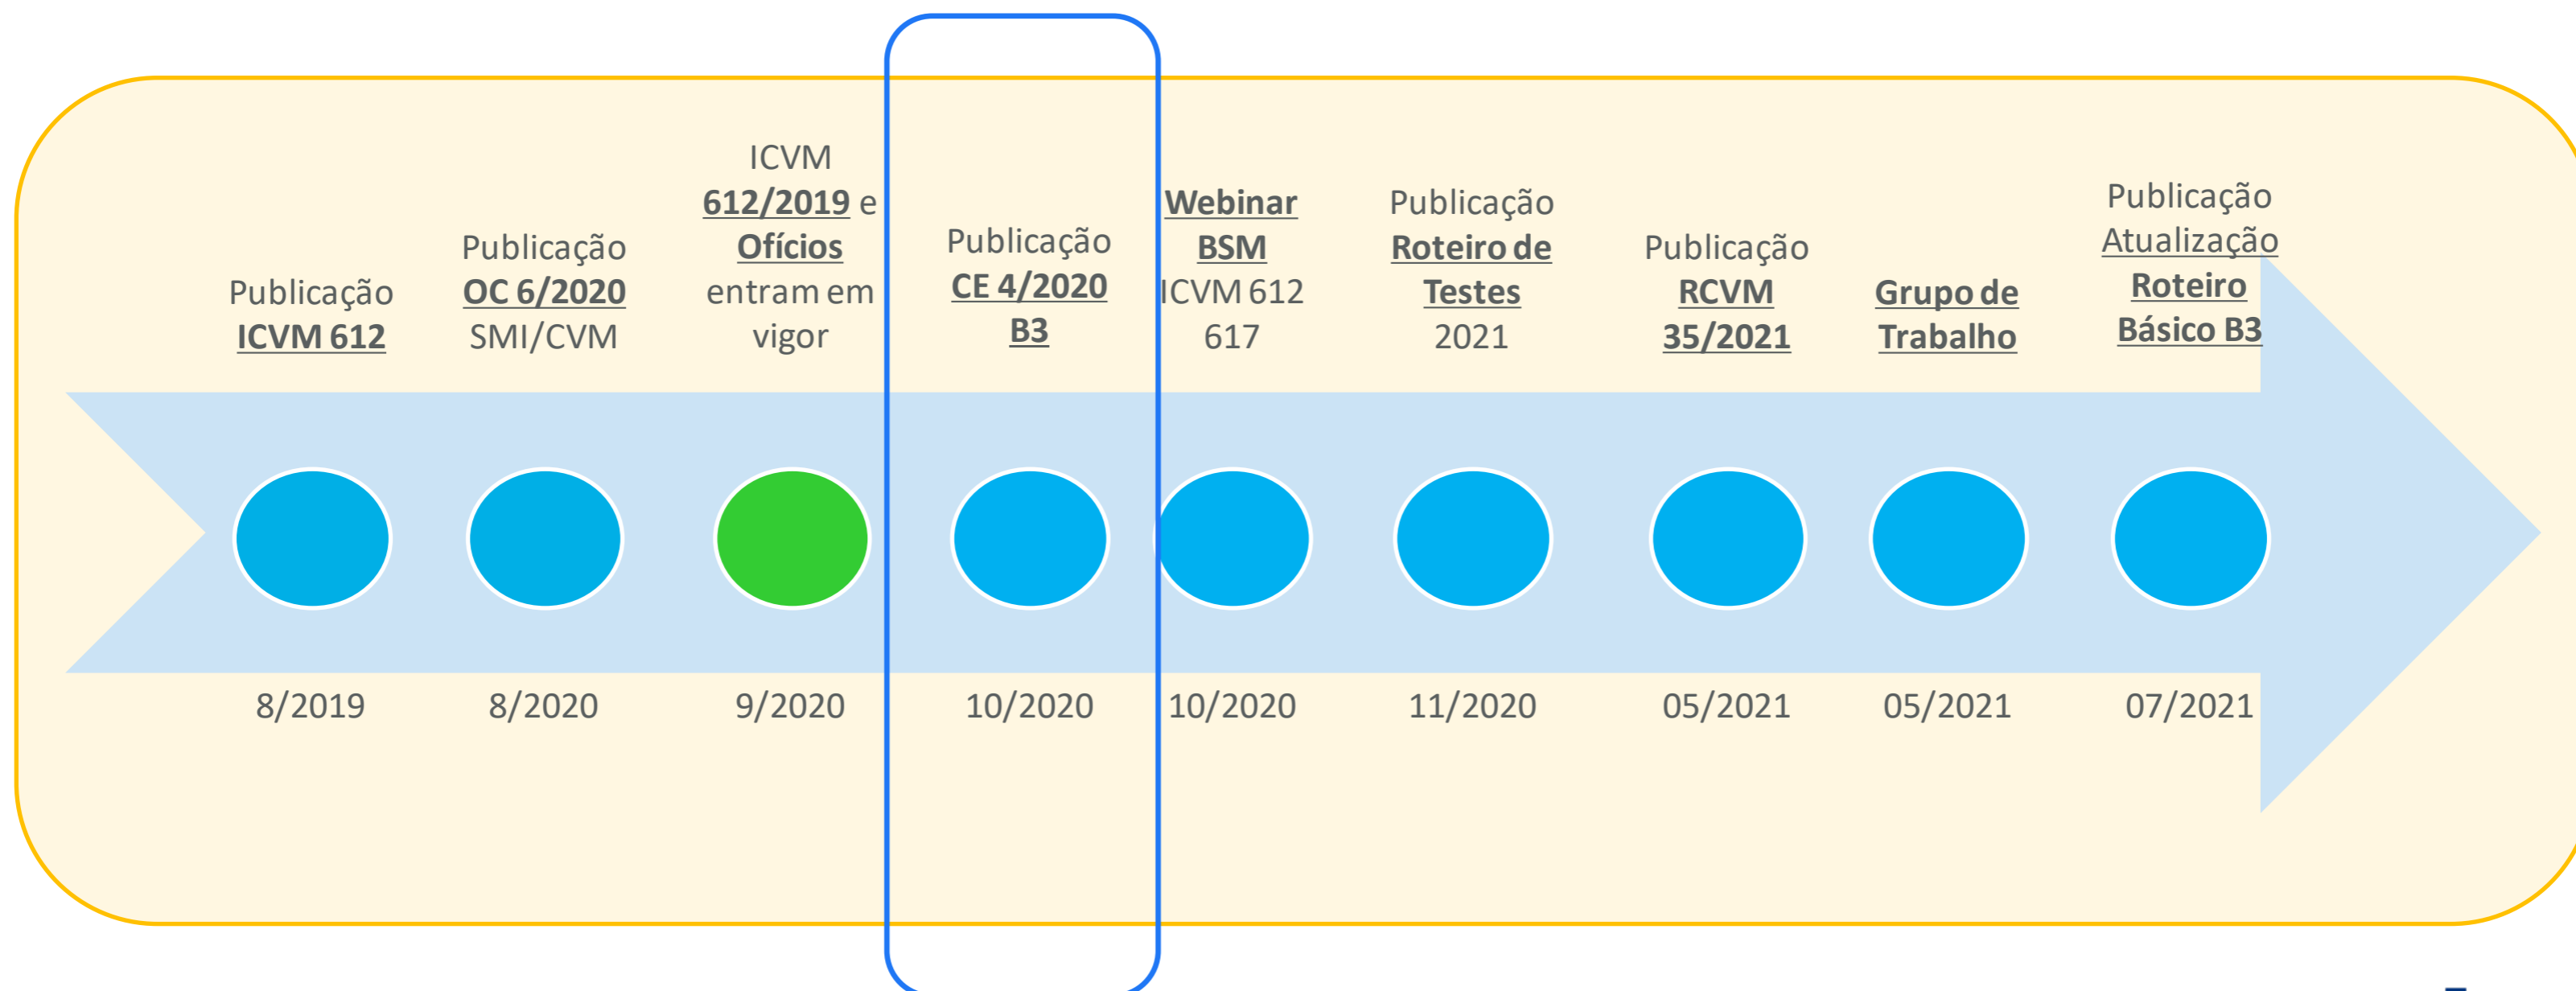 Publicação
ICVM 612
Publicação
OC 6/2020
SMI/CVM
ICVM
612/2019 e
Ofícios
entram em
vigor
Publicação
CE 4/2020
B3
Webinar
BSM
ICVM 612
617
Publicação
Roteiro de
Testes
2021
Publicação
RCVM
35/2021
Grupo de
Trabalho
Publicação
Atualização
Roteiro
Básico B3
8/2019
8/2020
9/2020
10/2020
10/2020
11/2020
05/2021
05/2021
07/2021